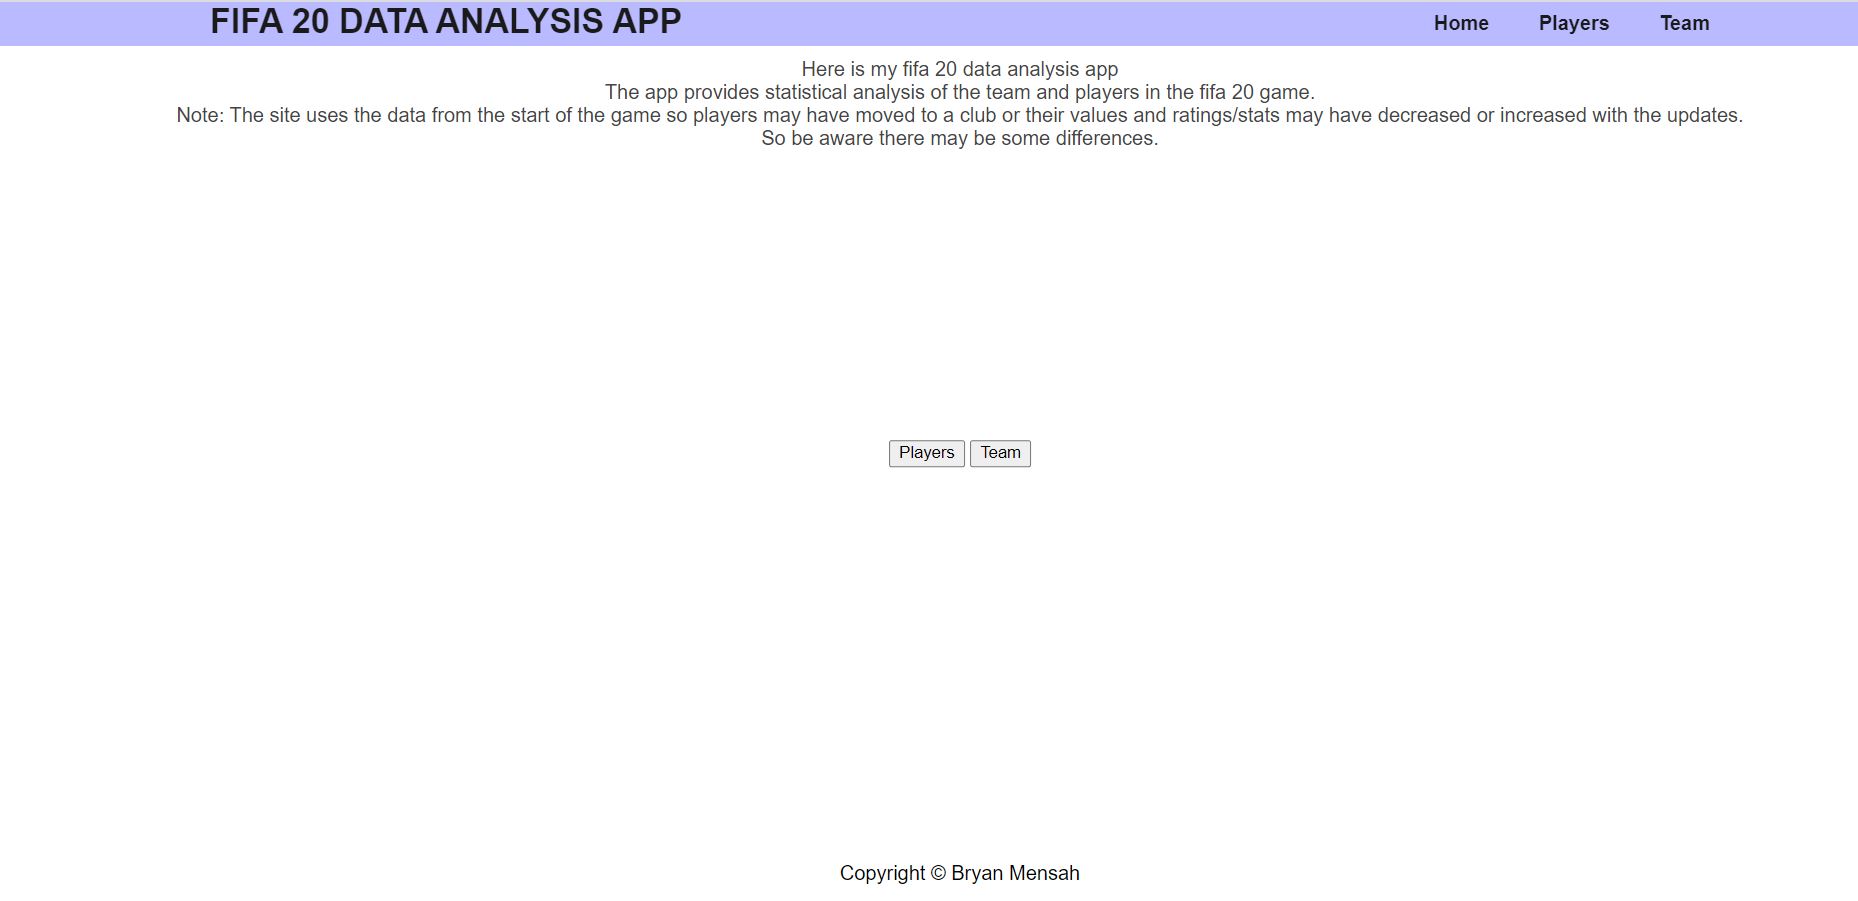 FIFA 20 DATA ANALYSIS APP
Home Players Team
Here is my fifa 20 data analysis app
The app provides statistical analysis of the team and players in the fifa 20 game.
Note: The site uses the data from the start of the game so players may have moved to a club or their values and ratings/stats may have decreased or increased with the updates.
So be aware there may be some differences.
Players Team
Copyright © Bryan Mensah